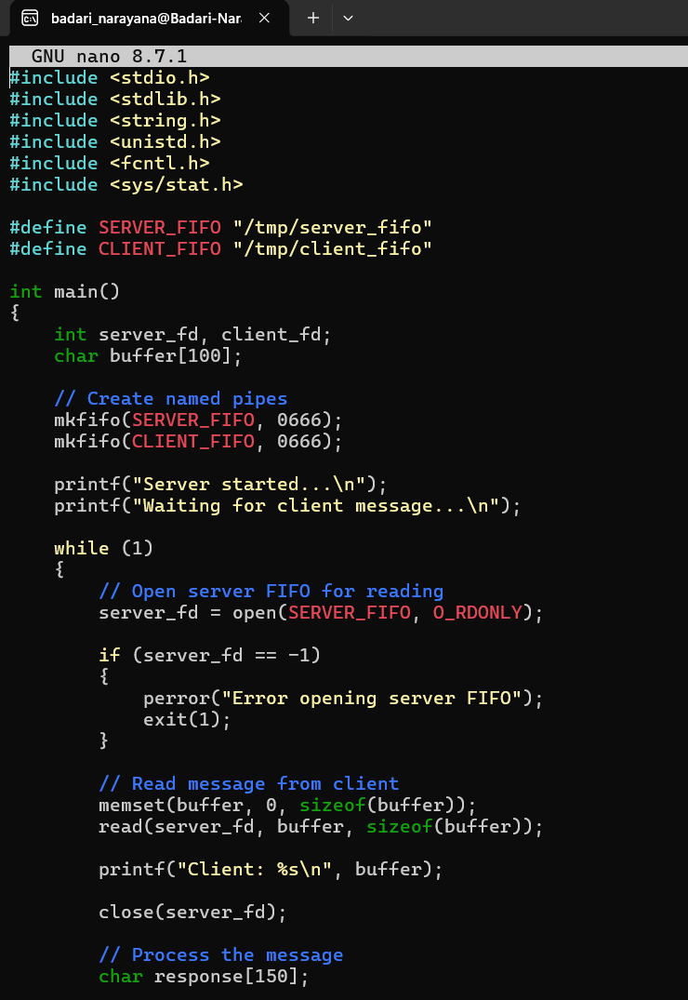 badari_narayana@Badari-Nar
GNU nano 8.7.1
#include <stdio.h>
#include <stdlib.h>
#include <string.h>
#include <unistd.h>
#include <fcntl.h>
#include <sys/stat.h>

#define SERVER_FIFO "/tmp/server_fifo"
#define CLIENT_FIFO "/tmp/client_fifo"

int main()
{
    int server_fd, client_fd;
    char buffer[100];

    // Create named pipes
    mkfifo(SERVER_FIFO, 0666);
    mkfifo(CLIENT_FIFO, 0666);

    printf("Server started...\n");
    printf("Waiting for client message...\n");

    while (1)
    {
        // Open server FIFO for reading
        server_fd = open(SERVER_FIFO, O_RDONLY);

        if (server_fd == -1)
        {
            perror("Error opening server FIFO");
            exit(1);
        }

        // Read message from client
        memset(buffer, 0, sizeof(buffer));
        read(server_fd, buffer, sizeof(buffer));

        printf("Client: %s\n", buffer);

        close(server_fd);

        // Process the message
        char response[150];